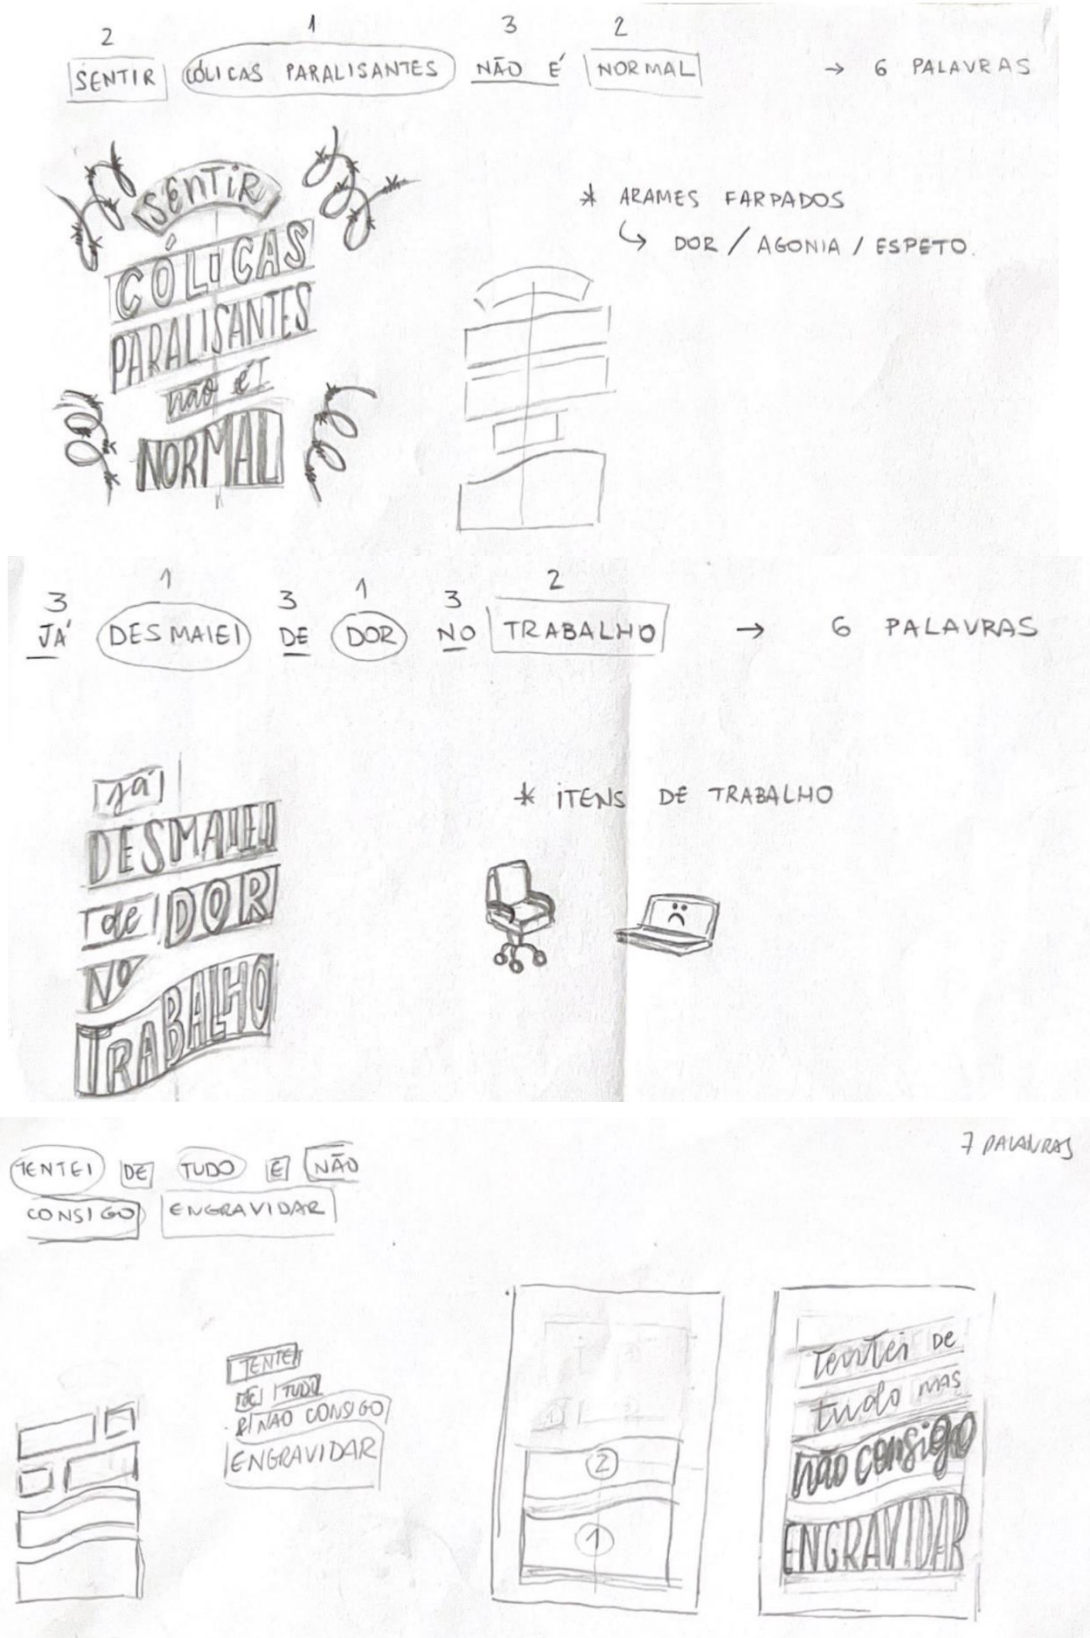 2 1 3 2
SENTIR CÓLICAS PARALISANTES NÃO É NORMAL → 6 PALAVRAS
SENTIR
CÓLICAS
PARALISANTES
não é
NORMAL
* ARAMES FARPADOS
↳ DOR / AGONIA / ESPETO.
3 1 3 1 3 2
JÁ DESMAIEI DE DOR NO TRABALHO → 6 PALAVRAS
já
DESMAIEI
de DOR
NO
TRABALHO
* ITENS DE TRABALHO
TENTEI DE TUDO E NÃO
CONSIGO ENGRAVIDAR
7 PALAVRAS
TENTEI
DE TUDO
E NÃO CONSIGO
ENGRAVIDAR
2
1
tentei DE
tudo MAS
não consigo
ENGRAVIDAR